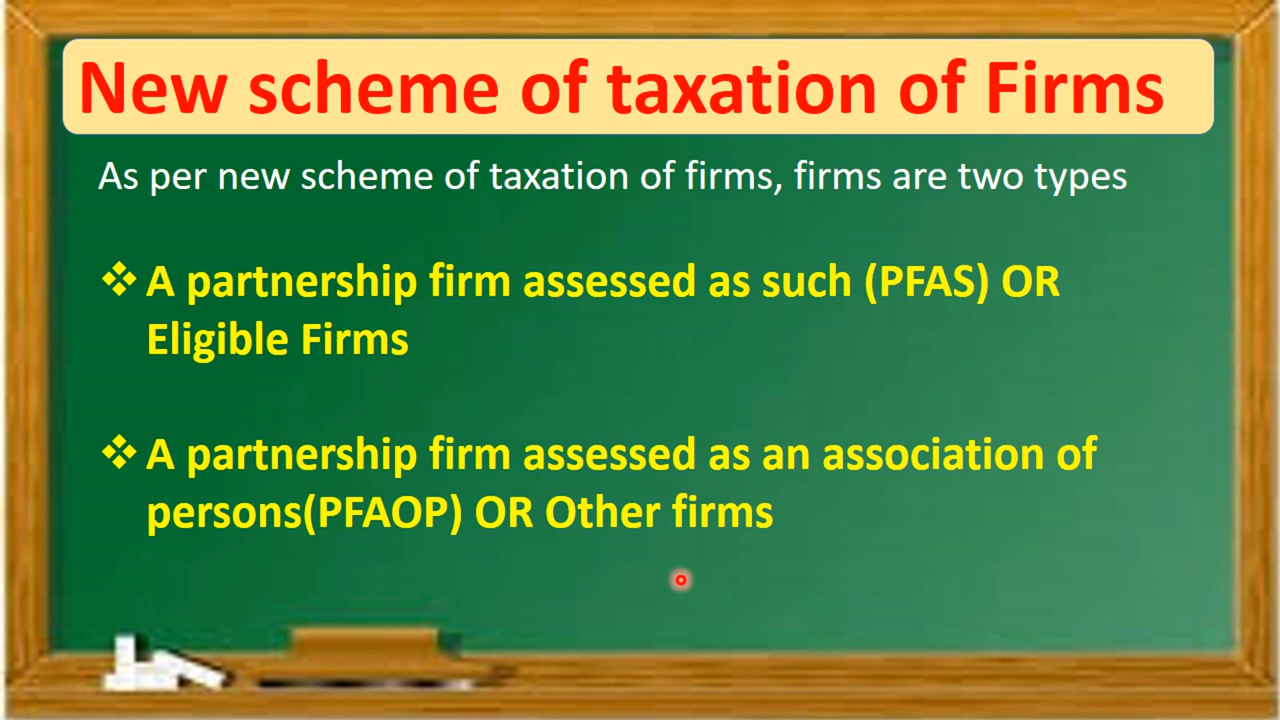 New scheme of taxation of Firms
As per new scheme of taxation of firms, firms are two types
❖ A partnership firm assessed as such (PFAS) OR
Eligible Firms
❖ A partnership firm assessed as an association of
persons(PFAOP) OR Other firms